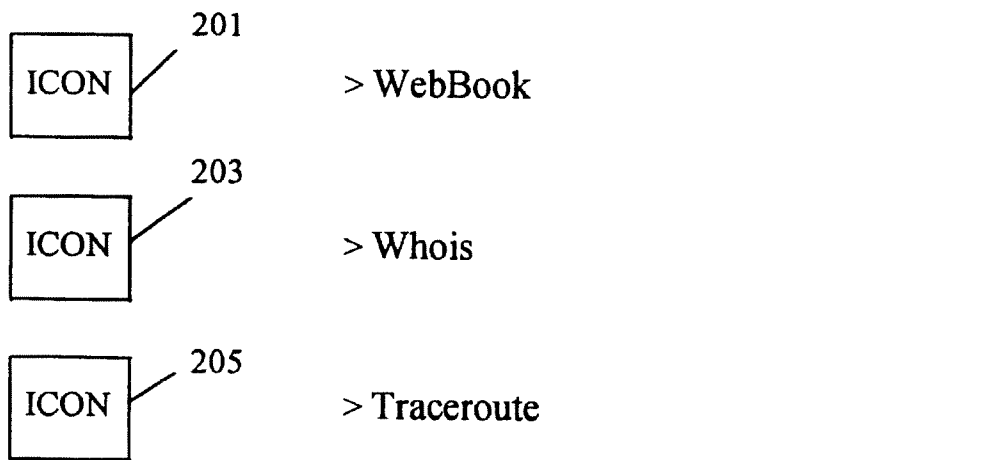 201
ICON > WebBook
203
ICON > Whois
205
ICON > Traceroute